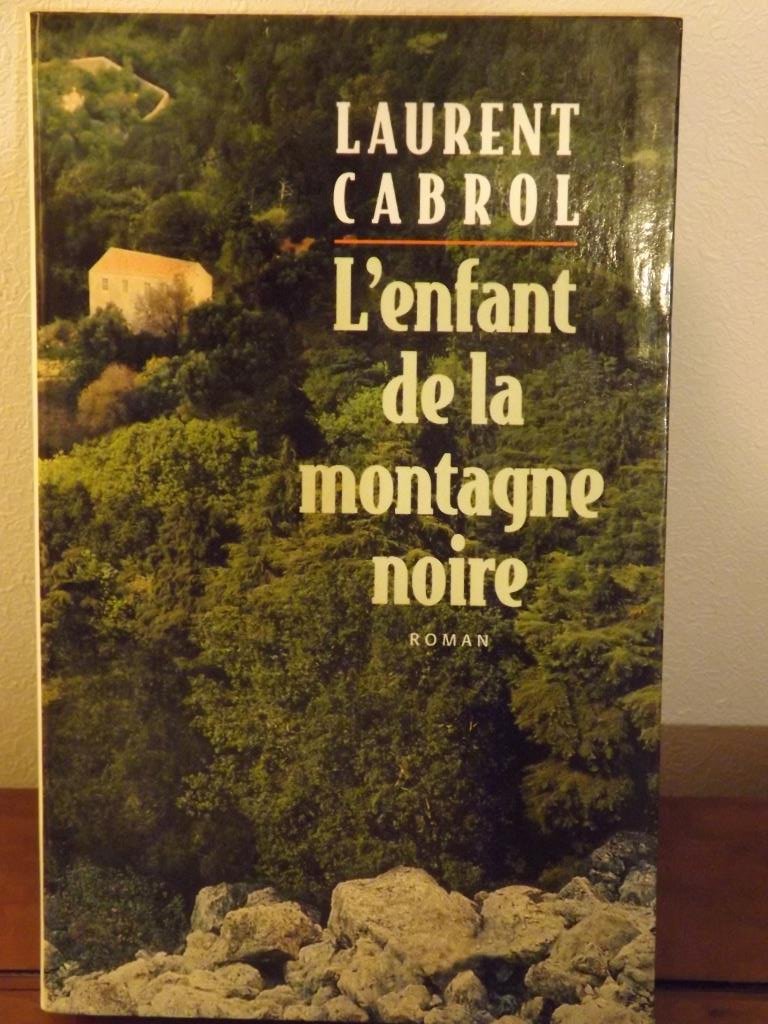 LAURENT
CABROL
L'enfant
de la
montagne
noire
ROMAN